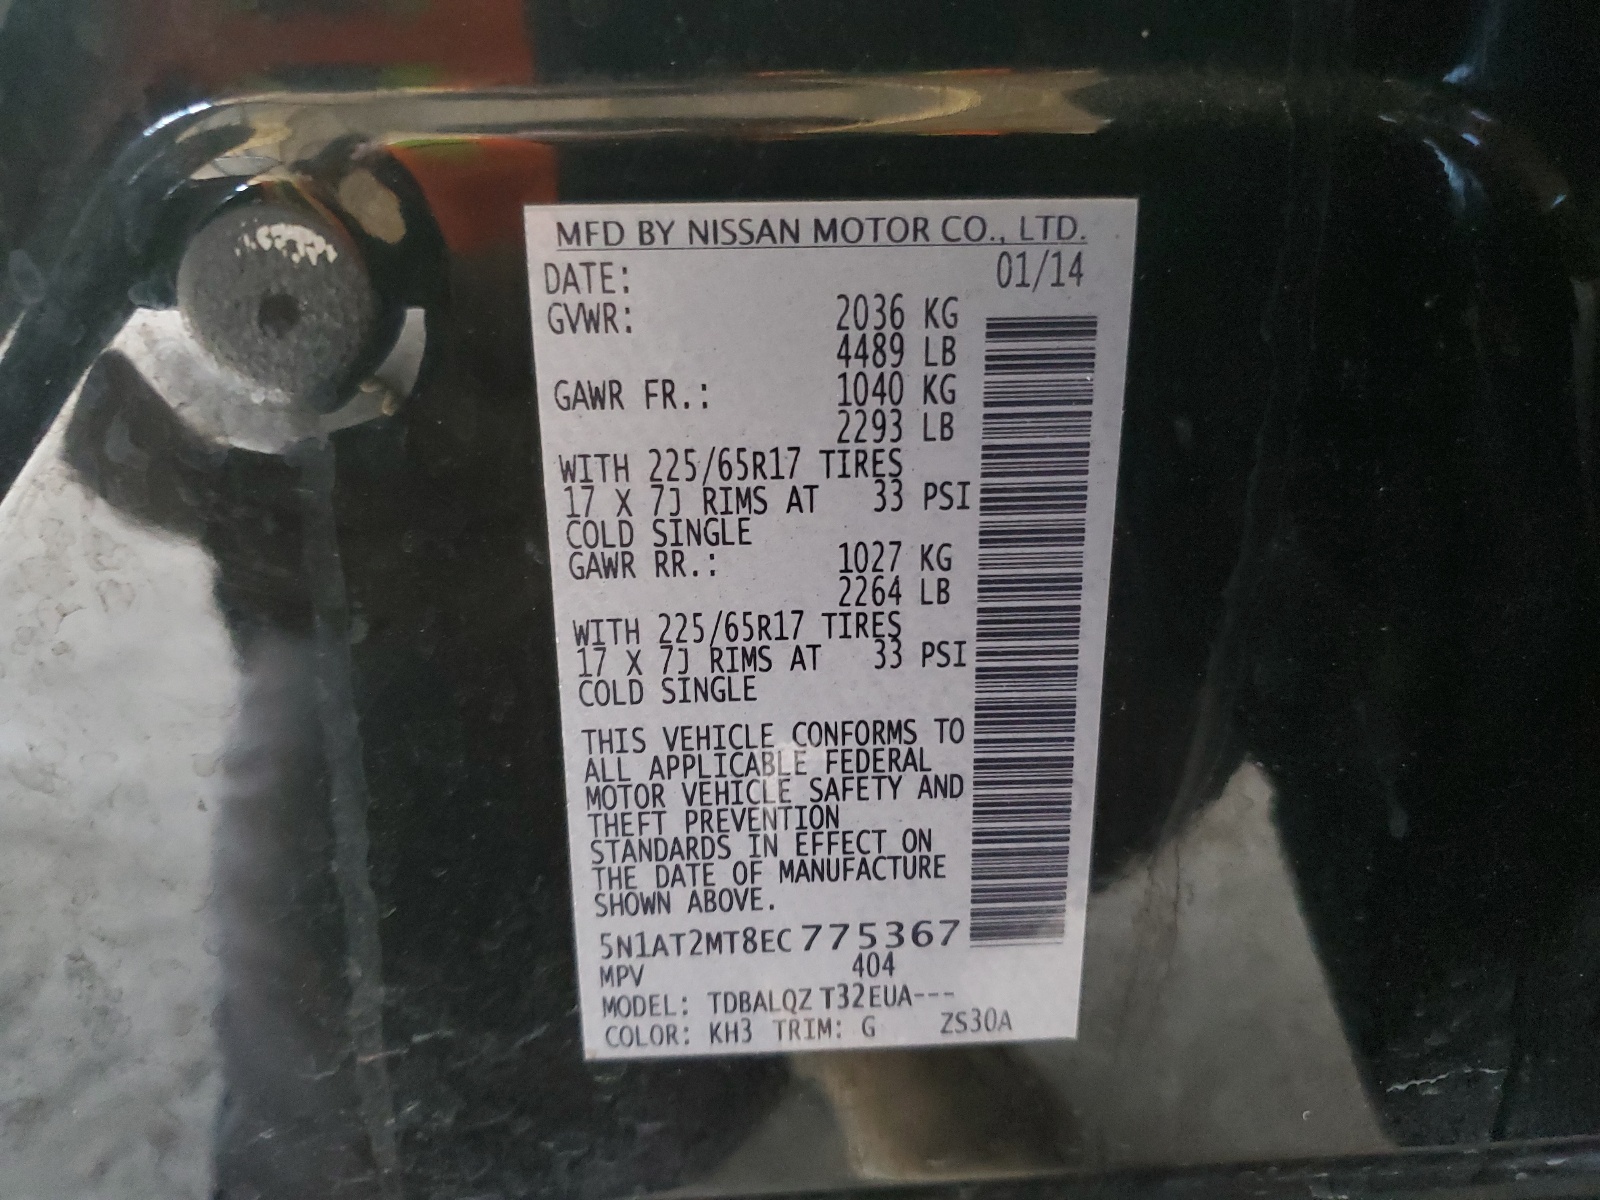 MFD BY NISSAN MOTOR CO., LTD.
DATE: 01/14
GVWR: 2036 KG
4489 LB
GAWR FR.: 1040 KG
2293 LB
WITH 225/65R17 TIRES
17 X 7J RIMS AT 33 PSI
COLD SINGLE
GAWR RR.: 1027 KG
2264 LB
WITH 225/65R17 TIRES
17 X 7J RIMS AT 33 PSI
COLD SINGLE
THIS VEHICLE CONFORMS TO
ALL APPLICABLE FEDERAL
MOTOR VEHICLE SAFETY AND
THEFT PREVENTION
STANDARDS IN EFFECT ON
THE DATE OF MANUFACTURE
SHOWN ABOVE.
5N1AT2MT8EC775367
MPV 404
MODEL: TDBALQZ T32EUA---
COLOR: KH3 TRIM: G ZS30A